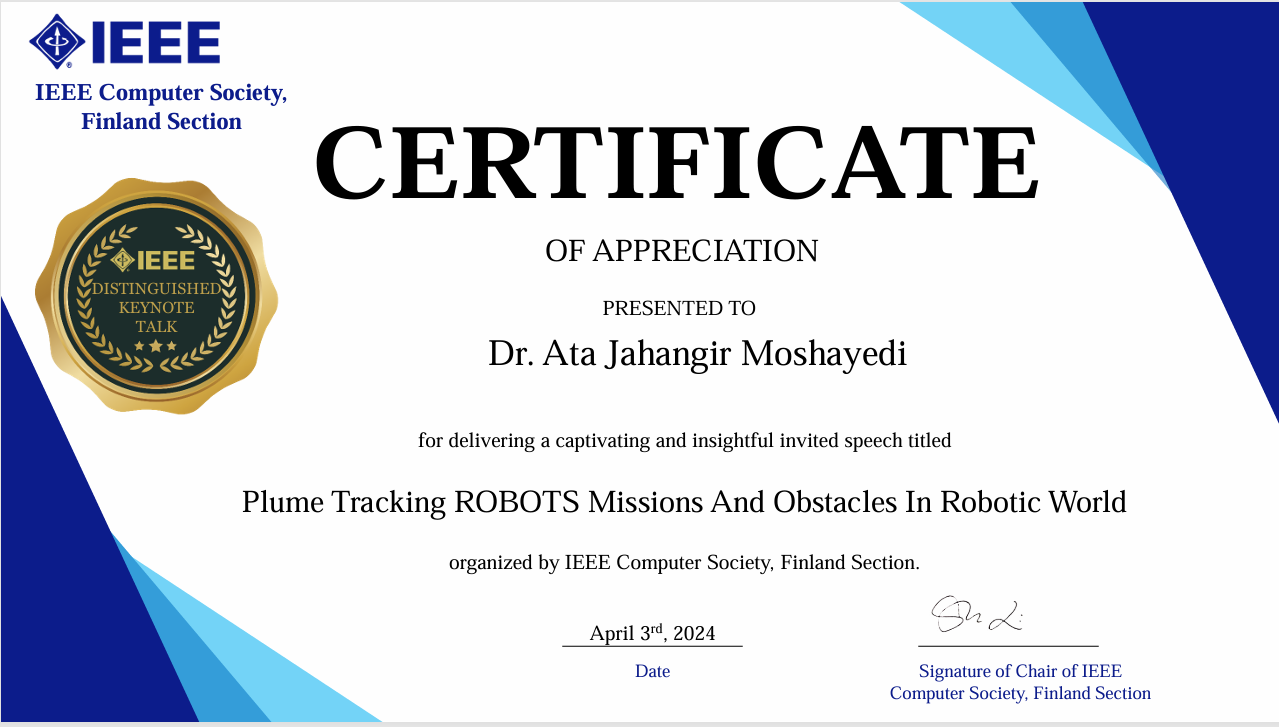 IEEE
IEEE Computer Society,
Finland Section
CERTIFICATE
OF APPRECIATION
IEEE
DISTINGUISHED
KEYNOTE
TALK
PRESENTED TO
Dr. Ata Jahangir Moshayedi
for delivering a captivating and insightful invited speech titled
Plume Tracking ROBOTS Missions And Obstacles In Robotic World
organized by IEEE Computer Society, Finland Section.
April 3rd, 2024
Date
Signature of Chair of IEEE
Computer Society, Finland Section